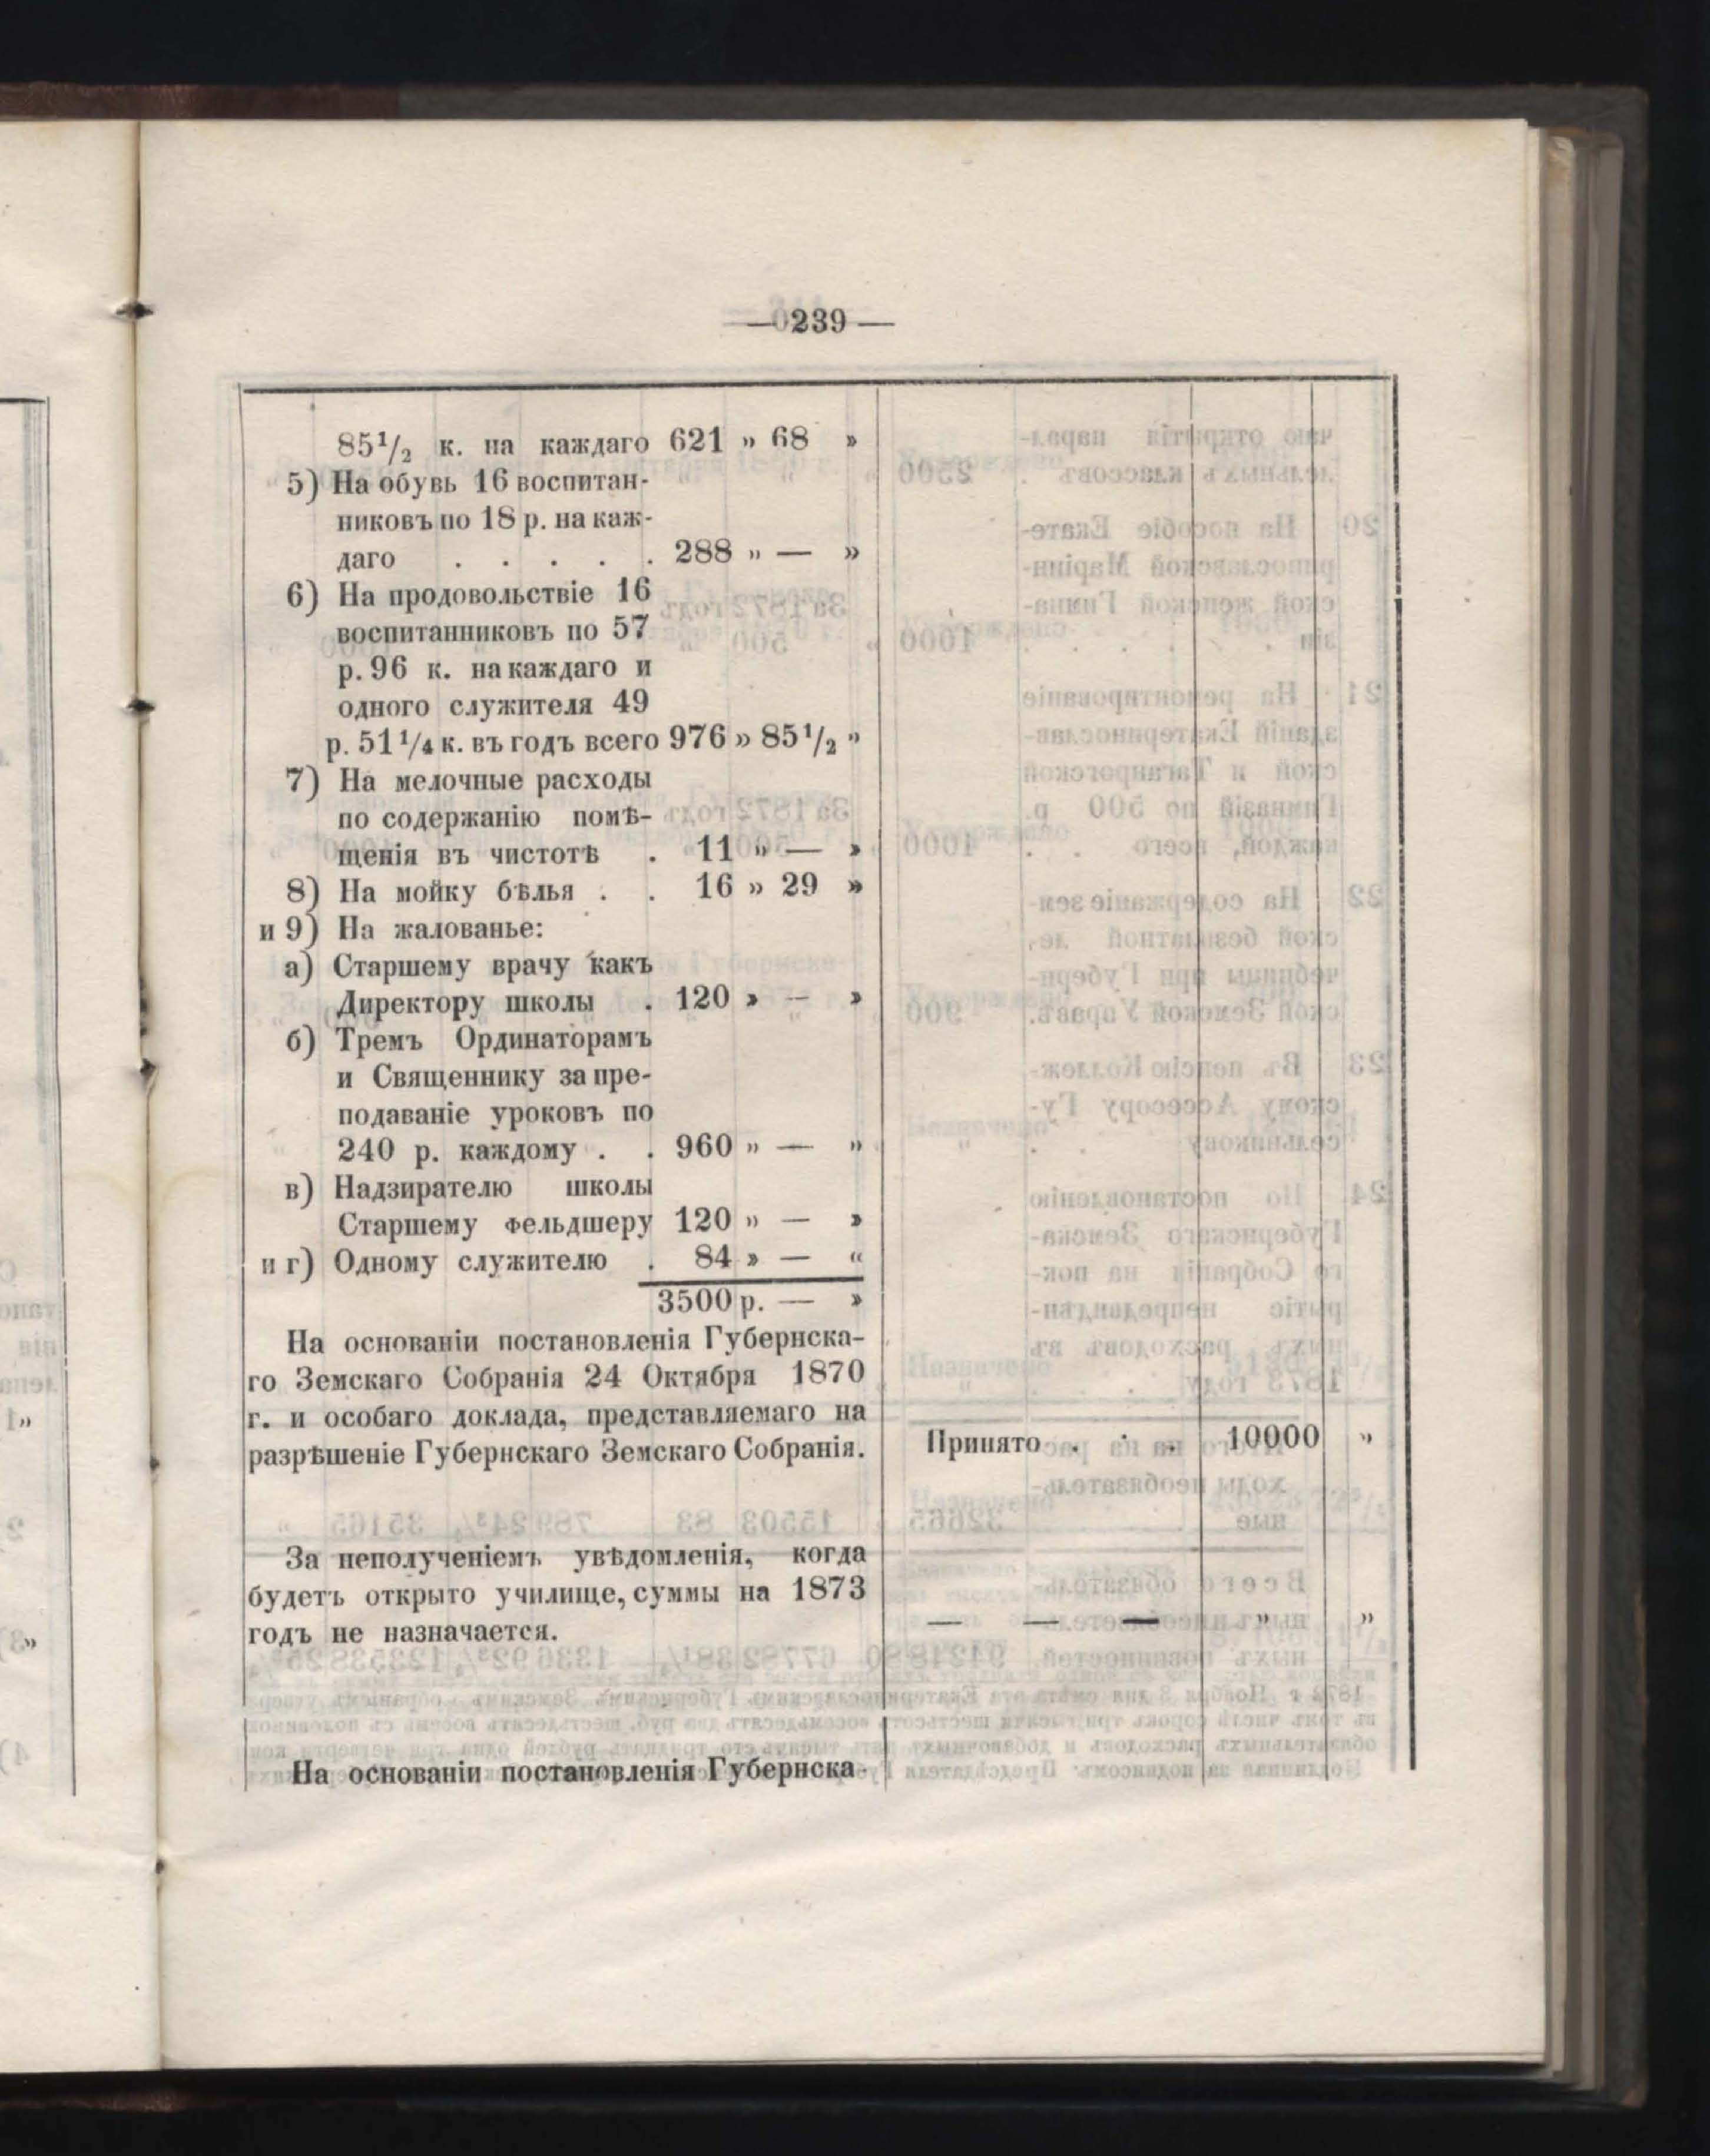 — 239 —
85 1/2 к. на каждаго 621 » 68 »
5) На обувь 16 воспитан-
никовъ по 18 р. на каж-
даго . . . . . 288 » — »
6) На продовольствіе 16
воспитанниковъ по 57
р. 96 к. на каждаго и
одного служителя 49
р. 51 1/4 к. въ годъ всего 976 » 85 1/2 »
7) На мелочные расходы
по содержанію помѣ-
щенія въ чистотѣ . 11 » — »
8) На мойку бѣлья . . 16 » 29 »
и 9) На жалованье:
а) Старшему врачу какъ
Директору школы . 120 » — »
б) Тремъ Ординаторамъ
и Священнику за пре-
подаваніе уроковъ по
240 р. каждому . . 960 » — »
в) Надзирателю школы
Старшему Фельдшеру 120 » — »
и г) Одному служителю . 84 » — «
3500 р. — »
На основаніи постановленія Губернска-
го Земскаго Собранія 24 Октября 1870
г. и особаго доклада, представляемаго на
разрѣшеніе Губернскаго Земскаго Собранія. Принято . . . 10000 »
За неполученіемъ увѣдомленія, когда
будетъ открыто училище, суммы на 1873
годъ не назначается. — — — » »
На основаніи постановленія Губернска-